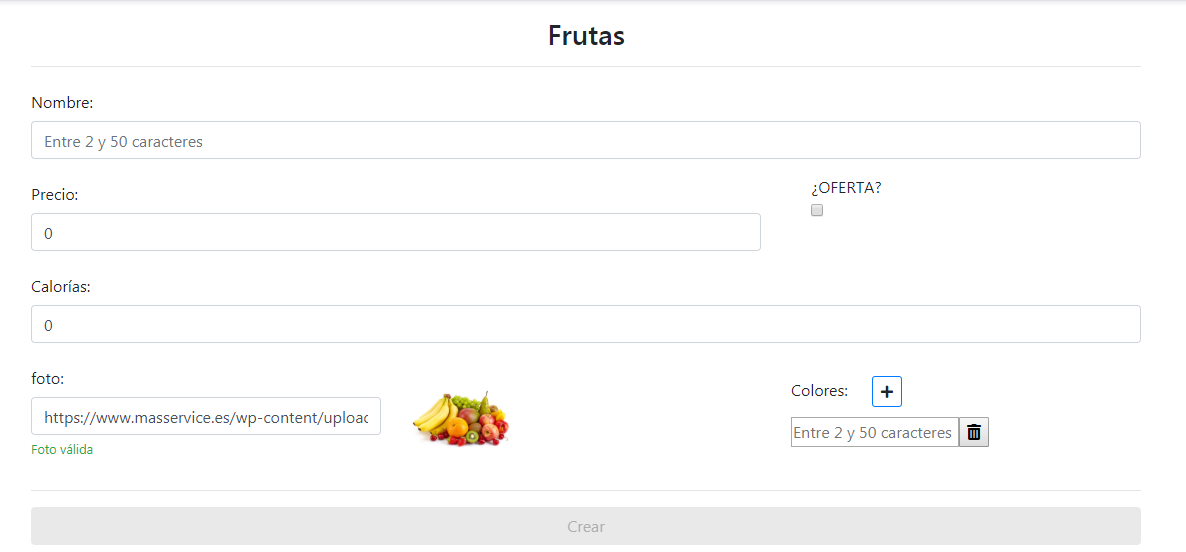 Frutas
Nombre:
Entre 2 y 50 caracteres
Precio:
¿OFERTA?
0
Calorías:
0
foto:
Colores:
+
https://www.masservice.es/wp-content/upload
Entre 2 y 50 caracteres
Foto válida
Crear